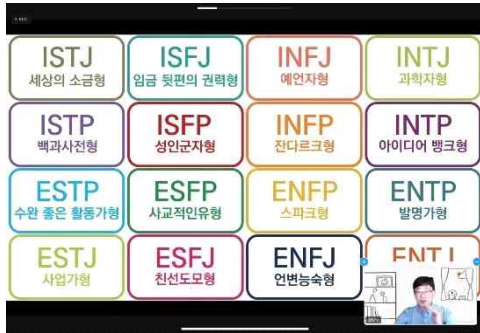 ISTJ
세상의 소금형
ISFJ
임금 뒷편의 권력형
INFJ
예언자형
INTJ
과학자형
ISTP
백과사전형
ISFP
성인군자형
INFP
잔다르크형
INTP
아이디어 뱅크형
ESTP
수완 좋은 활동가형
ESFP
사교적인유형
ENFP
스파크형
ENTP
발명가형
ESTJ
사업가형
ESFJ
친선도모형
ENFJ
언변능숙형
ENTJ